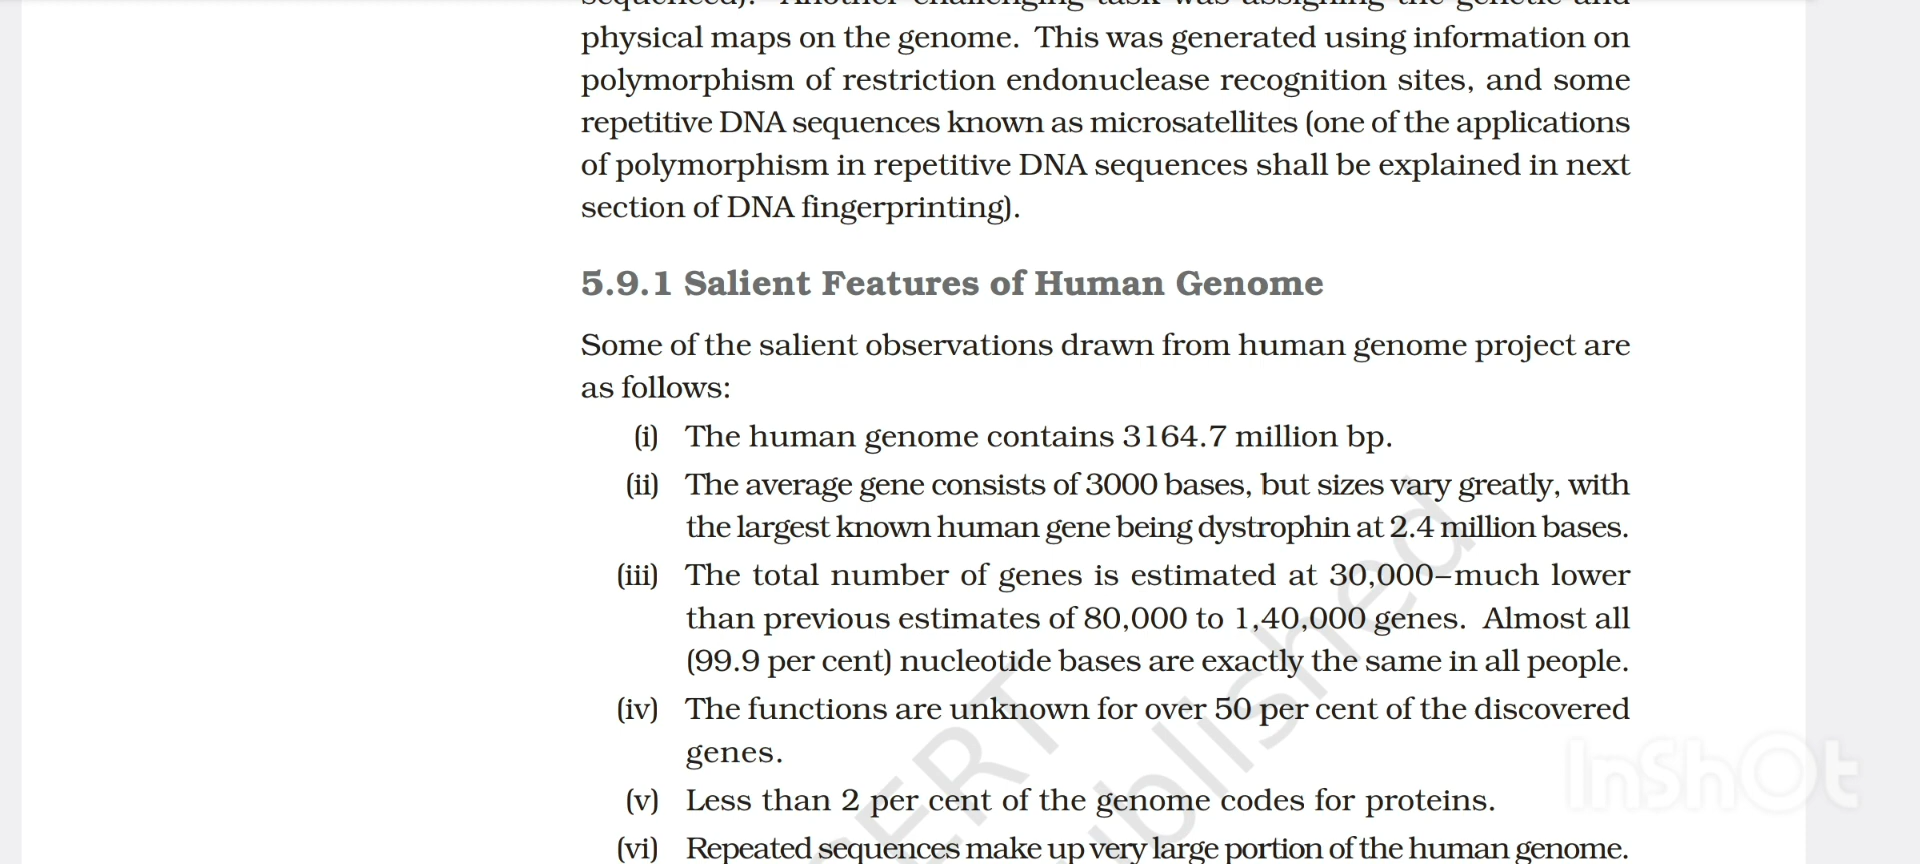 physical maps on the genome. This was generated using information on
polymorphism of restriction endonuclease recognition sites, and some
repetitive DNA sequences known as microsatellites (one of the applications
of polymorphism in repetitive DNA sequences shall be explained in next
section of DNA fingerprinting).
5.9.1 Salient Features of Human Genome
Some of the salient observations drawn from human genome project are
as follows:
(i) The human genome contains 3164.7 million bp.
(ii) The average gene consists of 3000 bases, but sizes vary greatly, with
the largest known human gene being dystrophin at 2.4 million bases.
(iii) The total number of genes is estimated at 30,000–much lower
than previous estimates of 80,000 to 1,40,000 genes. Almost all
(99.9 per cent) nucleotide bases are exactly the same in all people.
(iv) The functions are unknown for over 50 per cent of the discovered
genes.
(v) Less than 2 per cent of the genome codes for proteins.
(vi) Repeated sequences make up very large portion of the human genome.
InShOt